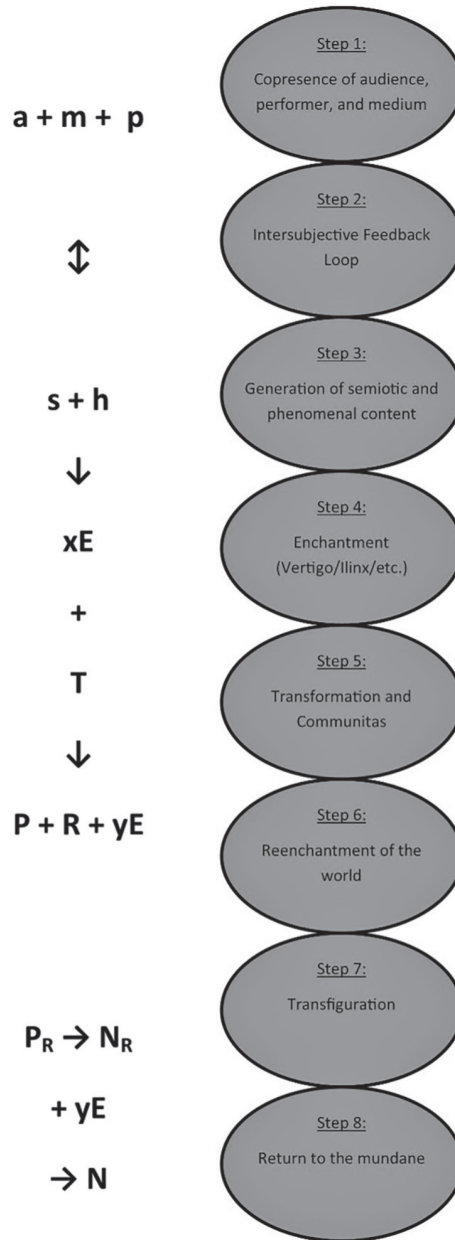 a + m + p
↕
s + h
↓
xE
+
T
↓
P + R + yE
P_R → N_R
+ yE
→ N
Step 1:
Copresence of audience,
performer, and medium
Step 2:
Intersubjective Feedback
Loop
Step 3:
Generation of semiotic and
phenomenal content
Step 4:
Enchantment
(Vertigo/Ilinx/etc.)
Step 5:
Transformation and
Communitas
Step 6:
Reenchantment of the
world
Step 7:
Transfiguration
Step 8:
Return to the mundane